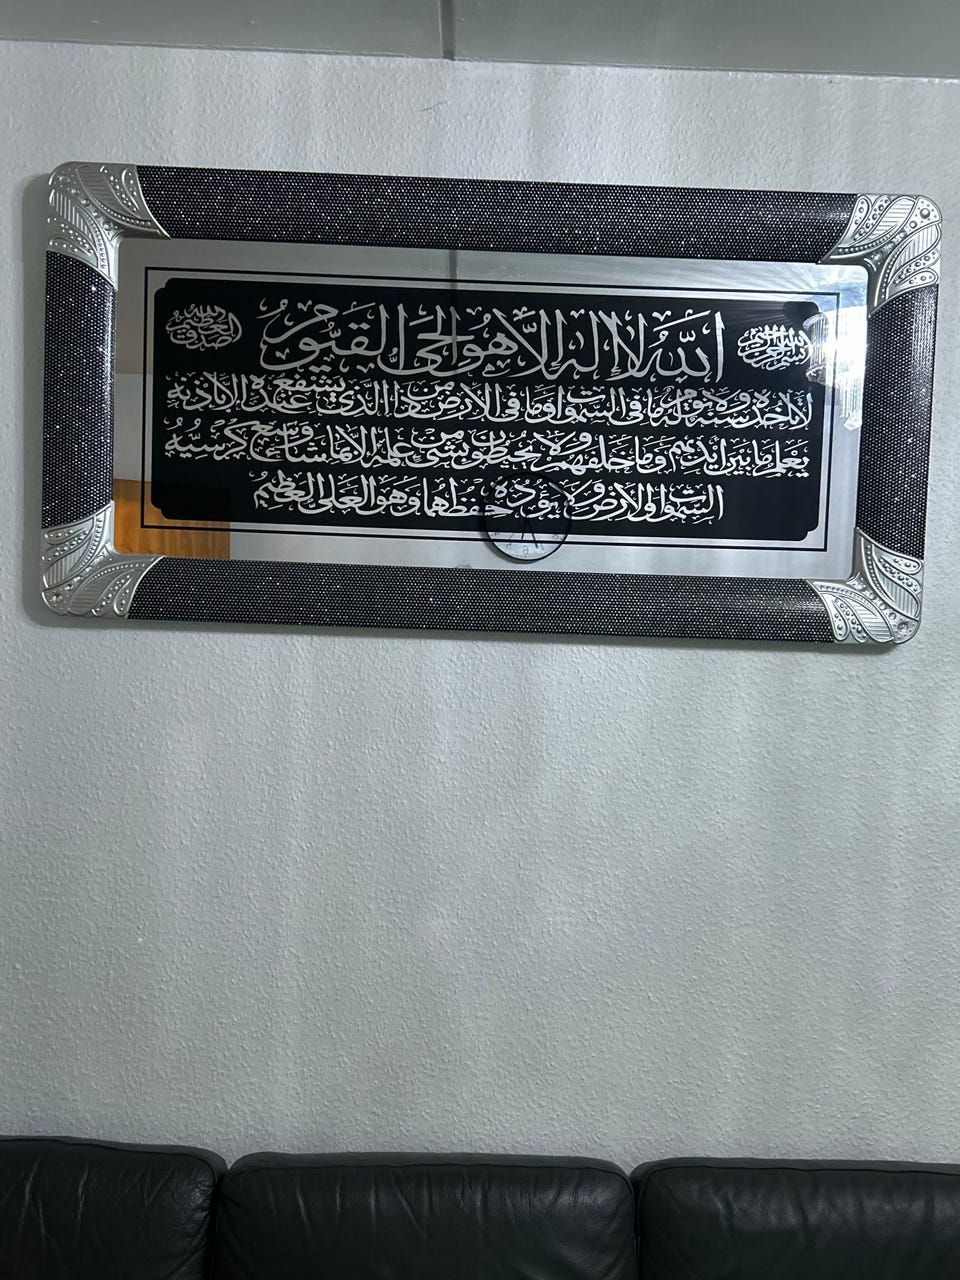 بسم الله الرحمن الرحيم
الله لا إله إلا هو الحي القيوم
صدق الله العظيم
لا تأخذه سنة ولا نوم له ما في السموات وما في الأرض من ذا الذي يشفع عنده إلا بإذنه
يعلم ما بين أيديهم وما خلفهم ولا يحيطون بشيء من علمه إلا بما شاء وسع كرسيه
السموات والأرض ولا يؤده حفظهما وهو العلي العظيم